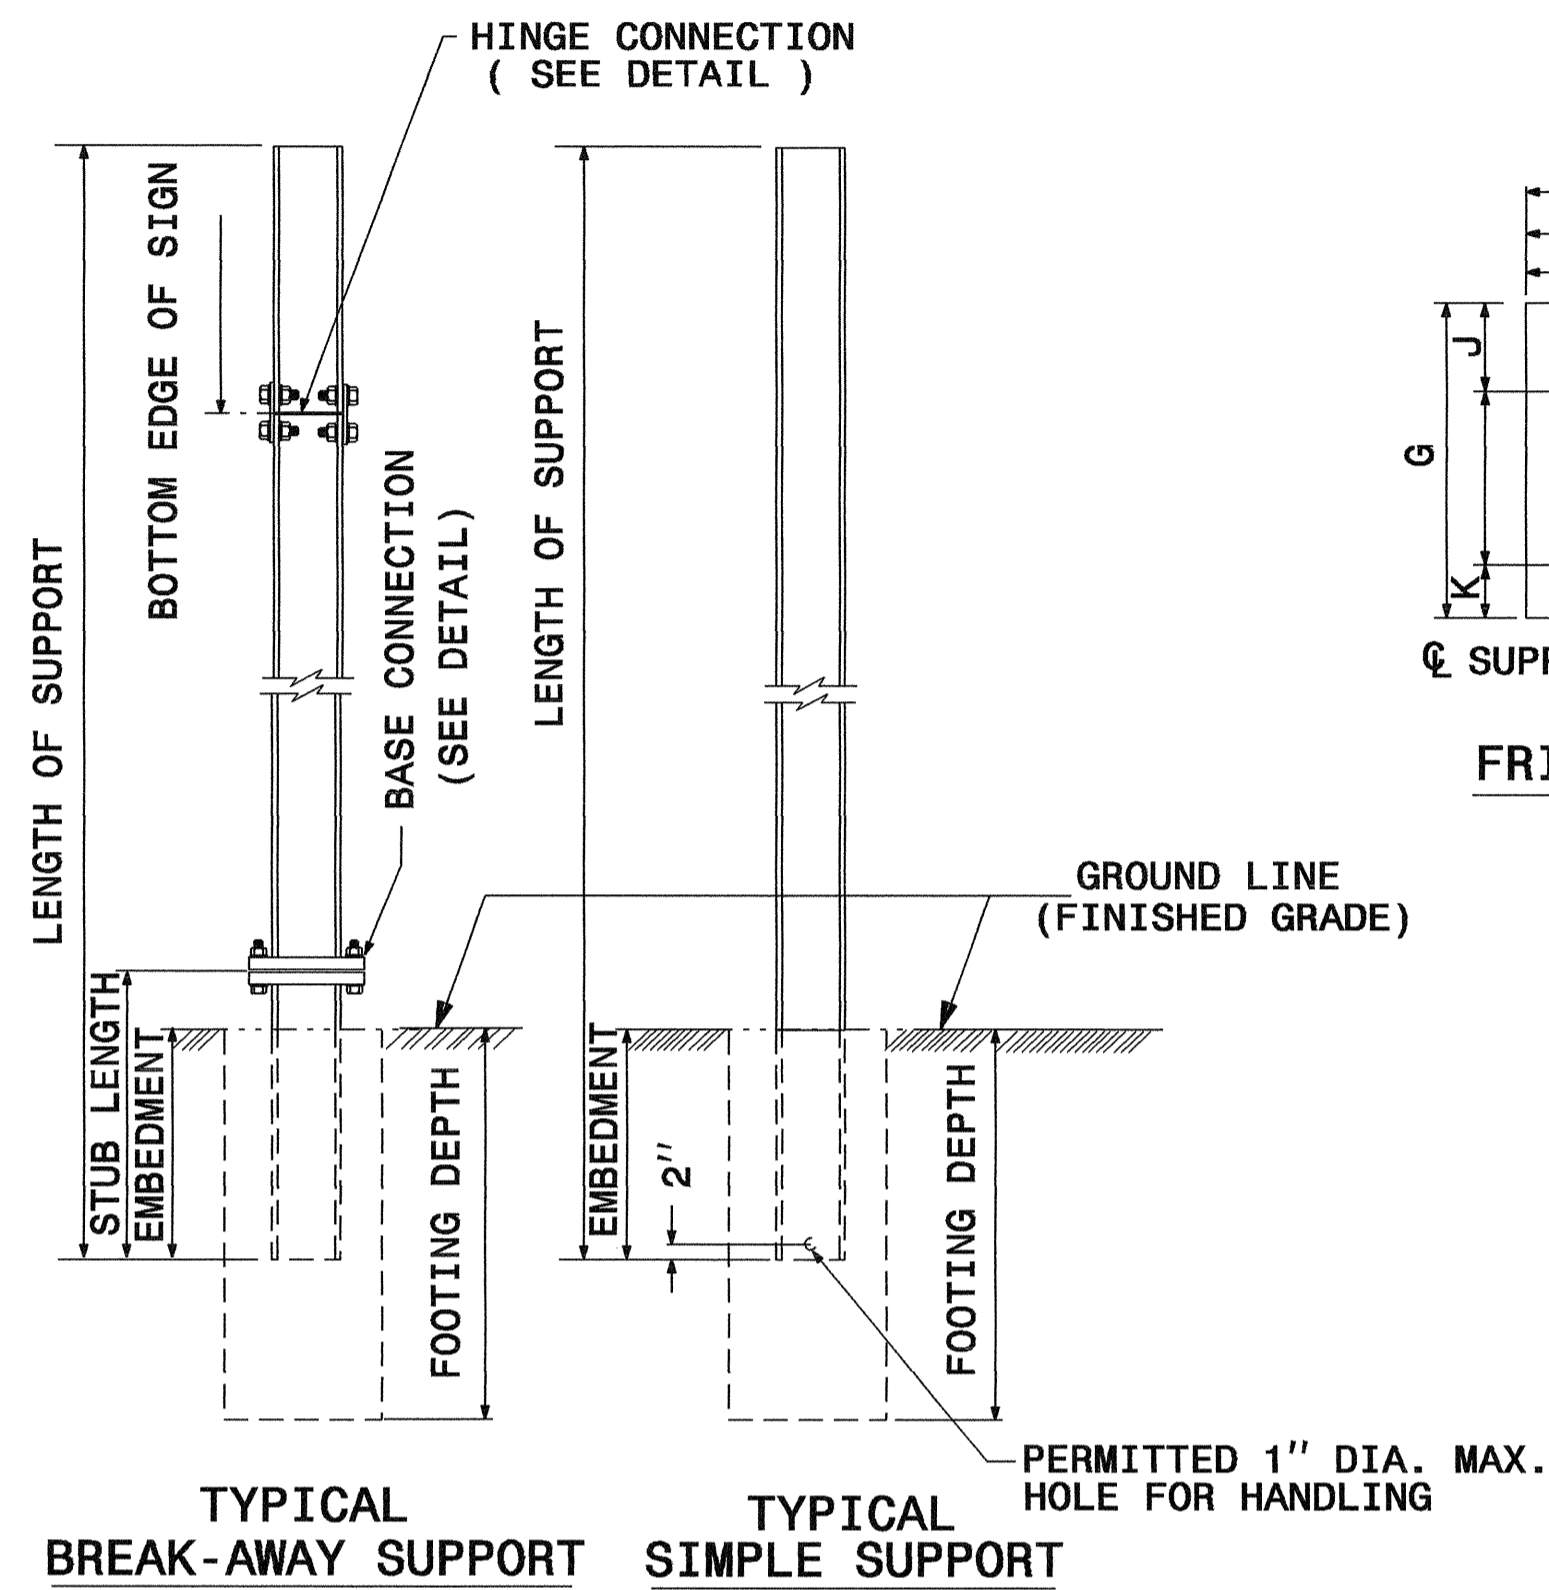 HINGE CONNECTION
( SEE DETAIL )
BOTTOM EDGE OF SIGN
LENGTH OF SUPPORT
BASE CONNECTION
(SEE DETAIL)
STUB LENGTH
EMBEDMENT
FOOTING DEPTH
TYPICAL
BREAK-AWAY SUPPORT
LENGTH OF SUPPORT
GROUND LINE
(FINISHED GRADE)
EMBEDMENT
2"
FOOTING DEPTH
PERMITTED 1" DIA. MAX.
HOLE FOR HANDLING
TYPICAL
SIMPLE SUPPORT
J
G
K
℄